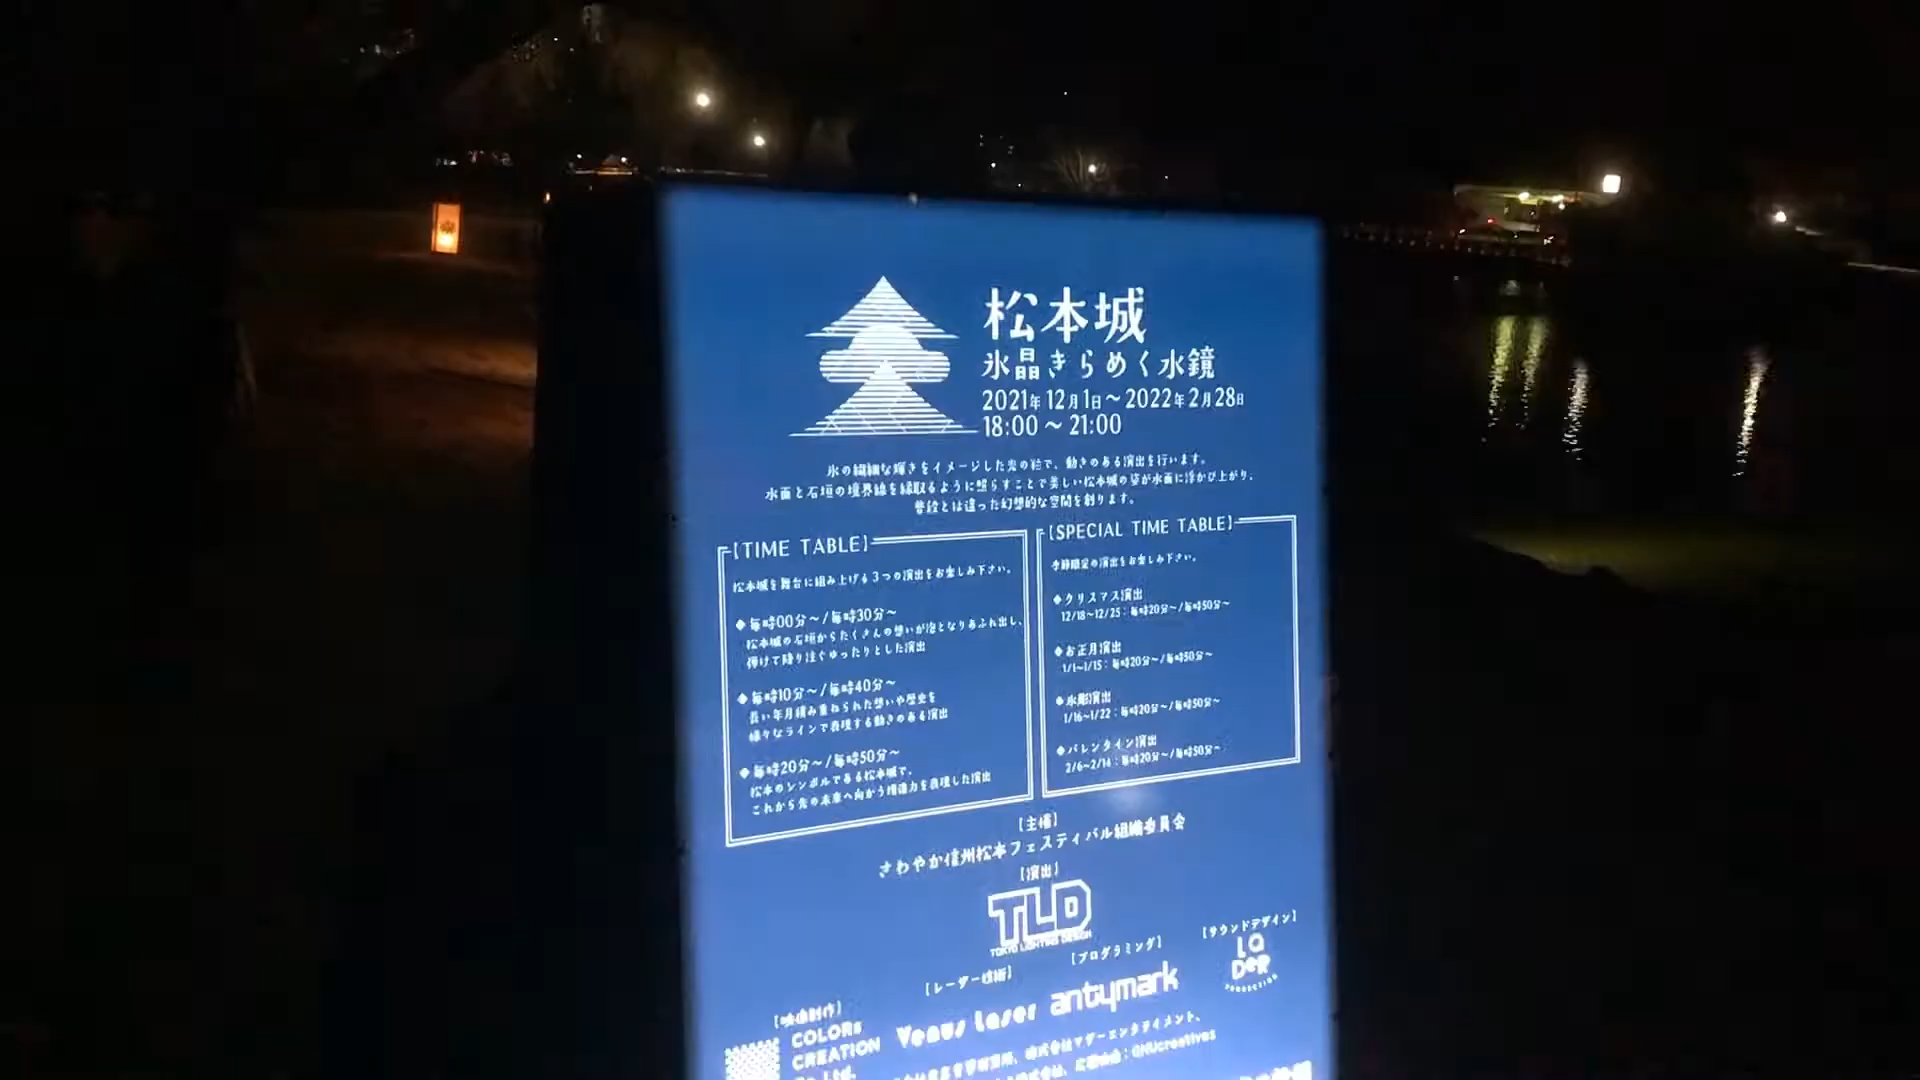 松本城
氷晶きらめく水鏡
2021年12月1日～2022年2月28日
18:00～21:00
氷の繊細な輝きをイメージした光の粒で、動きのある演出を行います。
水面と石垣の境界線を縁取るように照らすことで美しい松本城の姿が水面に浮かび上がり、
普段とは違った幻想的な空間を創ります。
【TIME TABLE】
松本城を舞台に組み上げる3つの演出をお楽しみ下さい。
◆毎時00分～/毎時30分～
松本城の石垣からたくさんの想いが泡となりあふれ出し、
弾けて降り注ぐゆったりとした演出
◆毎時10分～/毎時40分～
長い年月積み重ねられた想いや歴史を
様々なラインで表現する動きのある演出
◆毎時20分～/毎時50分～
松本のシンボルである松本城で、
これから先の未来へ向かう推進力を表現した演出
【SPECIAL TIME TABLE】
季節限定の演出をお楽しみ下さい。
◆クリスマス演出
12/18～12/25：毎時20分～/毎時50分～
◆お正月演出
1/1～1/15：毎時20分～/毎時50分～
◆氷彫演出
1/16～1/22：毎時20分～/毎時50分～
◆バレンタイン演出
2/6～2/14：毎時20分～/毎時50分～
【主催】
さわやか信州松本フェスティバル組織委員会
【演出】
TLD
TOKYO LIGHTING DESIGN
【サウンドデザイン】
LADER
PRODUCTION
【プログラミング】
antymark
【レーザー技術】
Venus Laser
【映像制作】
COLORs
CREATION
Co.,Ltd.
株式会社マザーエンタテイメント、
GNUcreatives